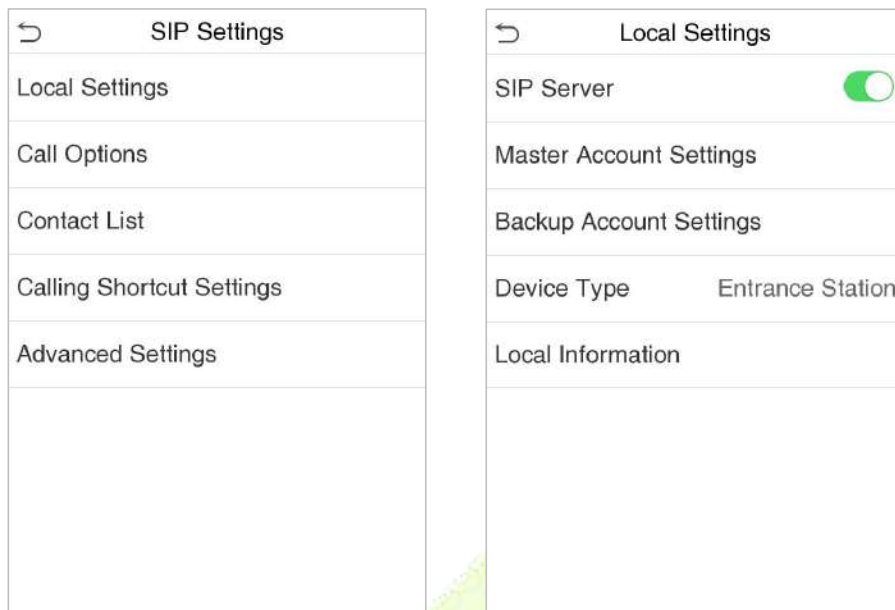 SIP Settings
Local Settings
Call Options
Contact List
Calling Shortcut Settings
Advanced Settings
Local Settings
SIP Server
Master Account Settings
Backup Account Settings
Device Type Entrance Station
Local Information